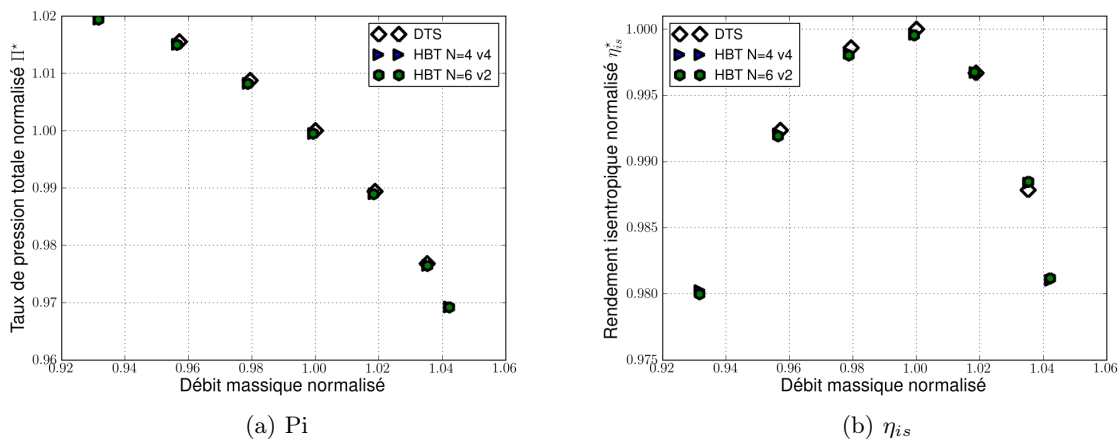 1.02
1.01
1.00
0.99
0.98
0.97
0.96
0.92 0.94 0.96 0.98 1.00 1.02 1.04 1.06
Taux de pression totale normalisé Π*
Débit massique normalisé
DTS
HBT N=4 v4
HBT N=6 v2
(a) Pi
1.000
0.995
0.990
0.985
0.980
0.975
0.92 0.94 0.96 0.98 1.00 1.02 1.04 1.06
Rendement isentropique normalisé η*is
Débit massique normalisé
DTS
HBT N=4 v4
HBT N=6 v2
(b) ηis